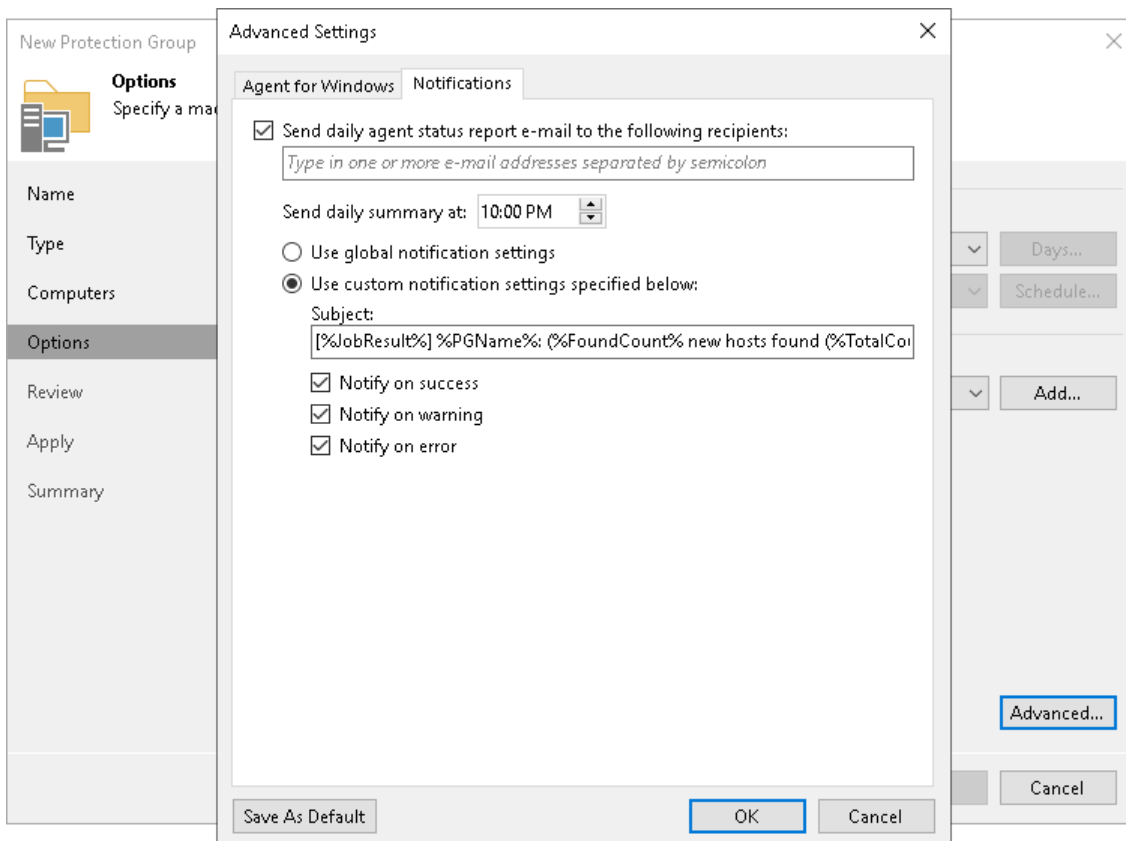 New Protection Group
Options
Specify a
Name
Type
Computers
Options
Review
Apply
Summary
Days...
Schedule...
Add...
Advanced...
Cancel
Advanced Settings
Agent for Windows
Notifications
Send daily agent status report e-mail to the following recipients:
Type in one or more e-mail addresses separated by semicolon
Send daily summary at: 10:00 PM
Use global notification settings
Use custom notification settings specified below:
Subject:
[%JobResult%] %PGName%: (%FoundCount% new hosts found (%TotalCou
Notify on success
Notify on warning
Notify on error
Save As Default
OK
Cancel